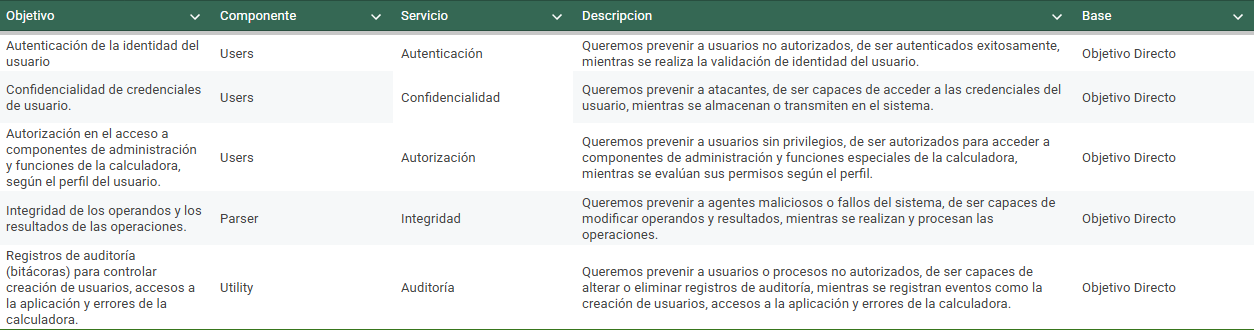 Objetivo Componente Servicio Descripcion Base
Autenticación de la identidad del
usuario
Users
Autenticación
Queremos prevenir a usuarios no autorizados, de ser autenticados exitosamente,
mientras se realiza la validación de identidad del usuario.
Objetivo Directo
Confidencialidad de credenciales
de usuario.
Users
Confidencialidad
Queremos prevenir a atacantes, de ser capaces de acceder a las credenciales del
usuario, mientras se almacenan o transmiten en el sistema.
Objetivo Directo
Autorización en el acceso a
componentes de administración
y funciones de la calculadora,
según el perfil del usuario.
Users
Autorización
Queremos prevenir a usuarios sin privilegios, de ser autorizados para acceder a
componentes de administración y funciones especiales de la calculadora,
mientras se evalúan sus permisos según el perfil.
Objetivo Directo
Integridad de los operandos y los
resultados de las operaciones.
Parser
Integridad
Queremos prevenir a agentes maliciosos o fallos del sistema, de ser capaces de
modificar operandos y resultados, mientras se realizan y procesan las
operaciones.
Objetivo Directo
Registros de auditoría
(bitácoras) para controlar
creación de usuarios, accesos a
la aplicación y errores de la
calculadora.
Utility
Auditoría
Queremos prevenir a usuarios o procesos no autorizados, de ser capaces de
alterar o eliminar registros de auditoría, mientras se registran eventos como la
creación de usuarios, accesos a la aplicación y errores de la calculadora.
Objetivo Directo